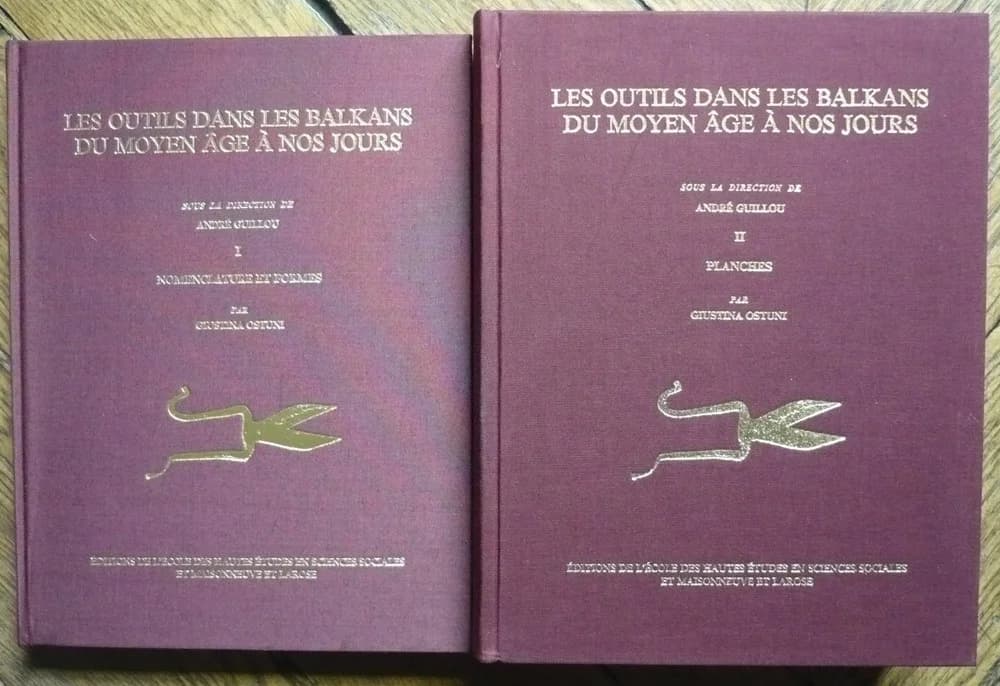 LES OUTILS DANS LES BALKANS
DU MOYEN ÂGE À NOS JOURS
SOUS LA DIRECTION DE
ANDRÉ GUILLOU
I
NOMENCLATURE ET FORMES
PAR
GIUSTINA OSTUNI
ÉDITIONS DE L'ÉCOLE DES HAUTES ÉTUDES EN SCIENCES SOCIALES
ET MAISONNEUVE ET LAROSE
LES OUTILS DANS LES BALKANS
DU MOYEN ÂGE À NOS JOURS
SOUS LA DIRECTION DE
ANDRÉ GUILLOU
II
PLANCHES
PAR
GIUSTINA OSTUNI
ÉDITIONS DE L'ÉCOLE DES HAUTES ÉTUDES EN SCIENCES SOCIALES
ET MAISONNEUVE ET LAROSE